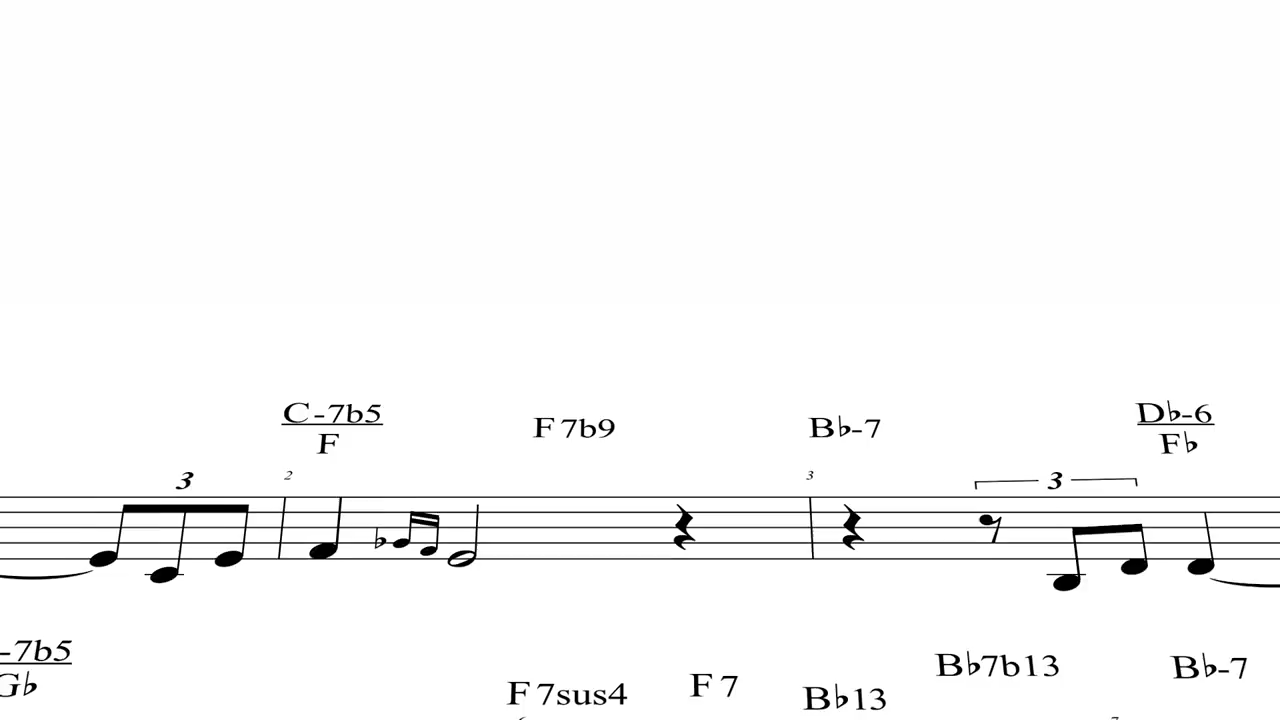 C-7b5 F7b9 Bb-7 Db-6
F Fb
3 2 3 3
-7b5 Bb7b13 Bb-7
Gb F7sus4 F7 Bb13